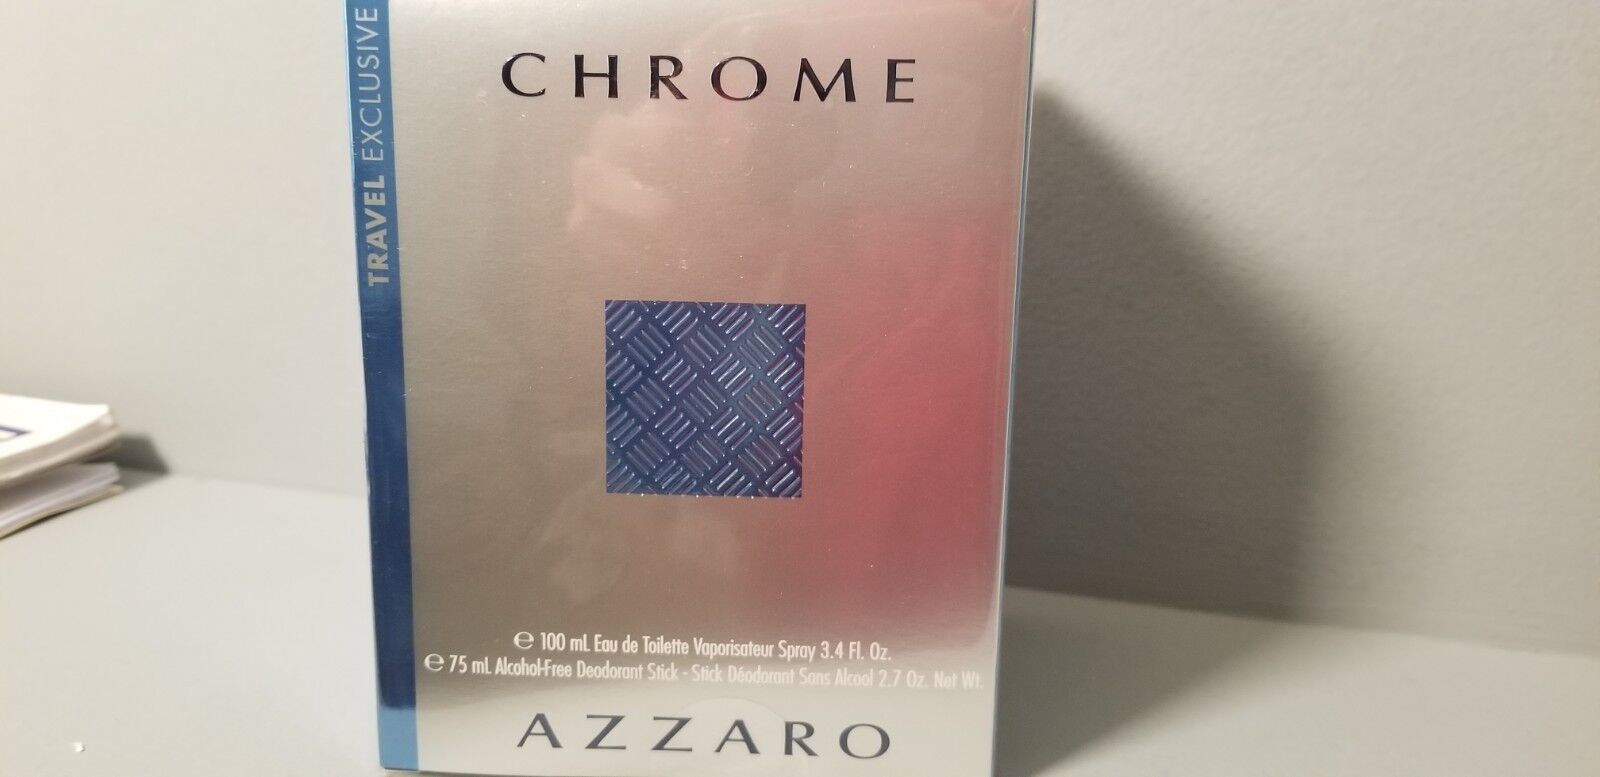 TRAVEL EXCLUSIVE
CHROME
℮ 100 mL Eau de Toilette Vaporisateur Spray 3.4 Fl. Oz.
℮ 75 mL Alcohol-Free Deodorant Stick - Stick Déodorant Sans Alcool 2.7 Oz. Net Wt.
AZZARO